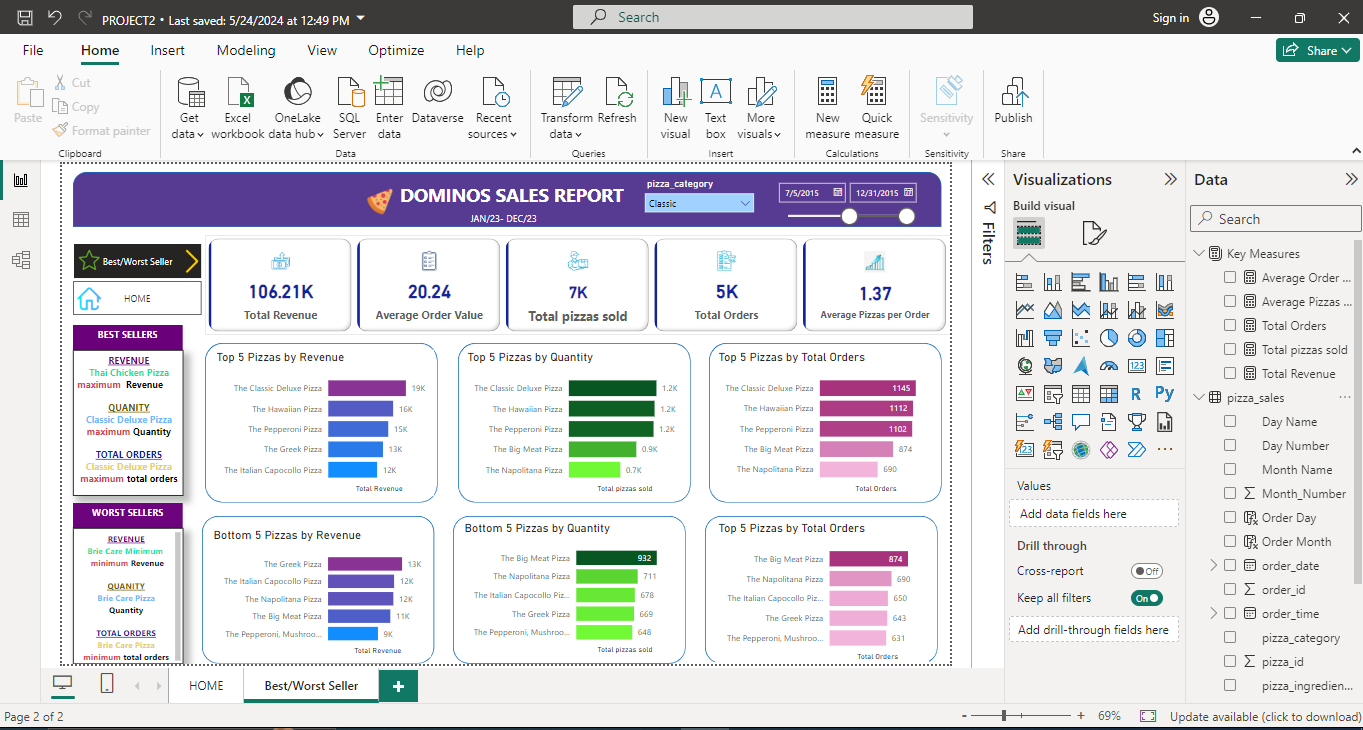 PROJECT2 • Last saved: 5/24/2024 at 12:49 PM
Search
Sign in
File Home Insert Modeling View Optimize Help
Share
Paste
Cut
Copy
Format painter
Clipboard
Get data
Excel workbook
OneLake data hub
SQL Server
Enter data
Dataverse
Recent sources
Data
Transform data
Refresh
Queries
New visual
Text box
More visuals
Insert
New measure
Quick measure
Calculations
Sensitivity
Sensitivity
Publish
Share
DOMINOS SALES REPORT
JAN/23- DEC/23
pizza_category
Classic
7/5/2015
12/31/2015
Best/Worst Seller
HOME
106.21K
Total Revenue
20.24
Average Order Value
7K
Total pizzas sold
5K
Total Orders
1.37
Average Pizzas per Order
BEST SELLERS
REVENUE
Thai Chicken Pizza
maximum Revenue
QUANITY
Classic Deluxe Pizza
maximum Quantity
TOTAL ORDERS
Classic Deluxe Pizza
maximum total orders
WORST SELLERS
REVENUE
Brie Care Minimum
minimum Revenue
QUANITY
Brie Care Pizza
Quantity
TOTAL ORDERS
Brie Care Pizza
minimum total orders
Top 5 Pizzas by Revenue
The Classic Deluxe Pizza 19K
The Hawaiian Pizza 16K
The Pepperoni Pizza 15K
The Greek Pizza 13K
The Italian Capocollo Pizza 12K
Total Revenue
Top 5 Pizzas by Quantity
The Classic Deluxe Pizza 1.2K
The Hawaiian Pizza 1.2K
The Pepperoni Pizza 1.2K
The Big Meat Pizza 0.9K
The Napolitana Pizza 0.7K
Total pizzas sold
Top 5 Pizzas by Total Orders
The Classic Deluxe Pizza 1145
The Hawaiian Pizza 1112
The Pepperoni Pizza 1102
The Big Meat Pizza 874
The Napolitana Pizza 690
Total Orders
Bottom 5 Pizzas by Revenue
The Greek Pizza 13K
The Italian Capocollo Pizza 12K
The Napolitana Pizza 12K
The Big Meat Pizza 11K
The Pepperoni, Mushroo... 9K
Total Revenue
Bottom 5 Pizzas by Quantity
The Big Meat Pizza 932
The Napolitana Pizza 711
The Italian Capocollo Piz... 678
The Greek Pizza 669
The Pepperoni, Mushroo... 648
Total pizzas sold
Top 5 Pizzas by Total Orders
The Big Meat Pizza 874
The Napolitana Pizza 690
The Italian Capocollo Piz... 650
The Greek Pizza 643
The Pepperoni, Mushroo... 631
Total Orders
Filters
Visualizations
Build visual
123
R
Py
123
Values
Add data fields here
Drill through
Cross-report Off
Keep all filters On
Add drill-through fields here
Data
Search
Key Measures
Average Order ...
Average Pizzas ...
Total Orders
Total pizzas sold
Total Revenue
pizza_sales
Day Name
Day Number
Month Name
Month_Number
Order Day
Order Month
order_date
order_id
order_time
pizza_category
pizza_id
pizza_ingredien...
HOME
Best/Worst Seller
+
Page 2 of 2
- + 69%
Update available (click to download)